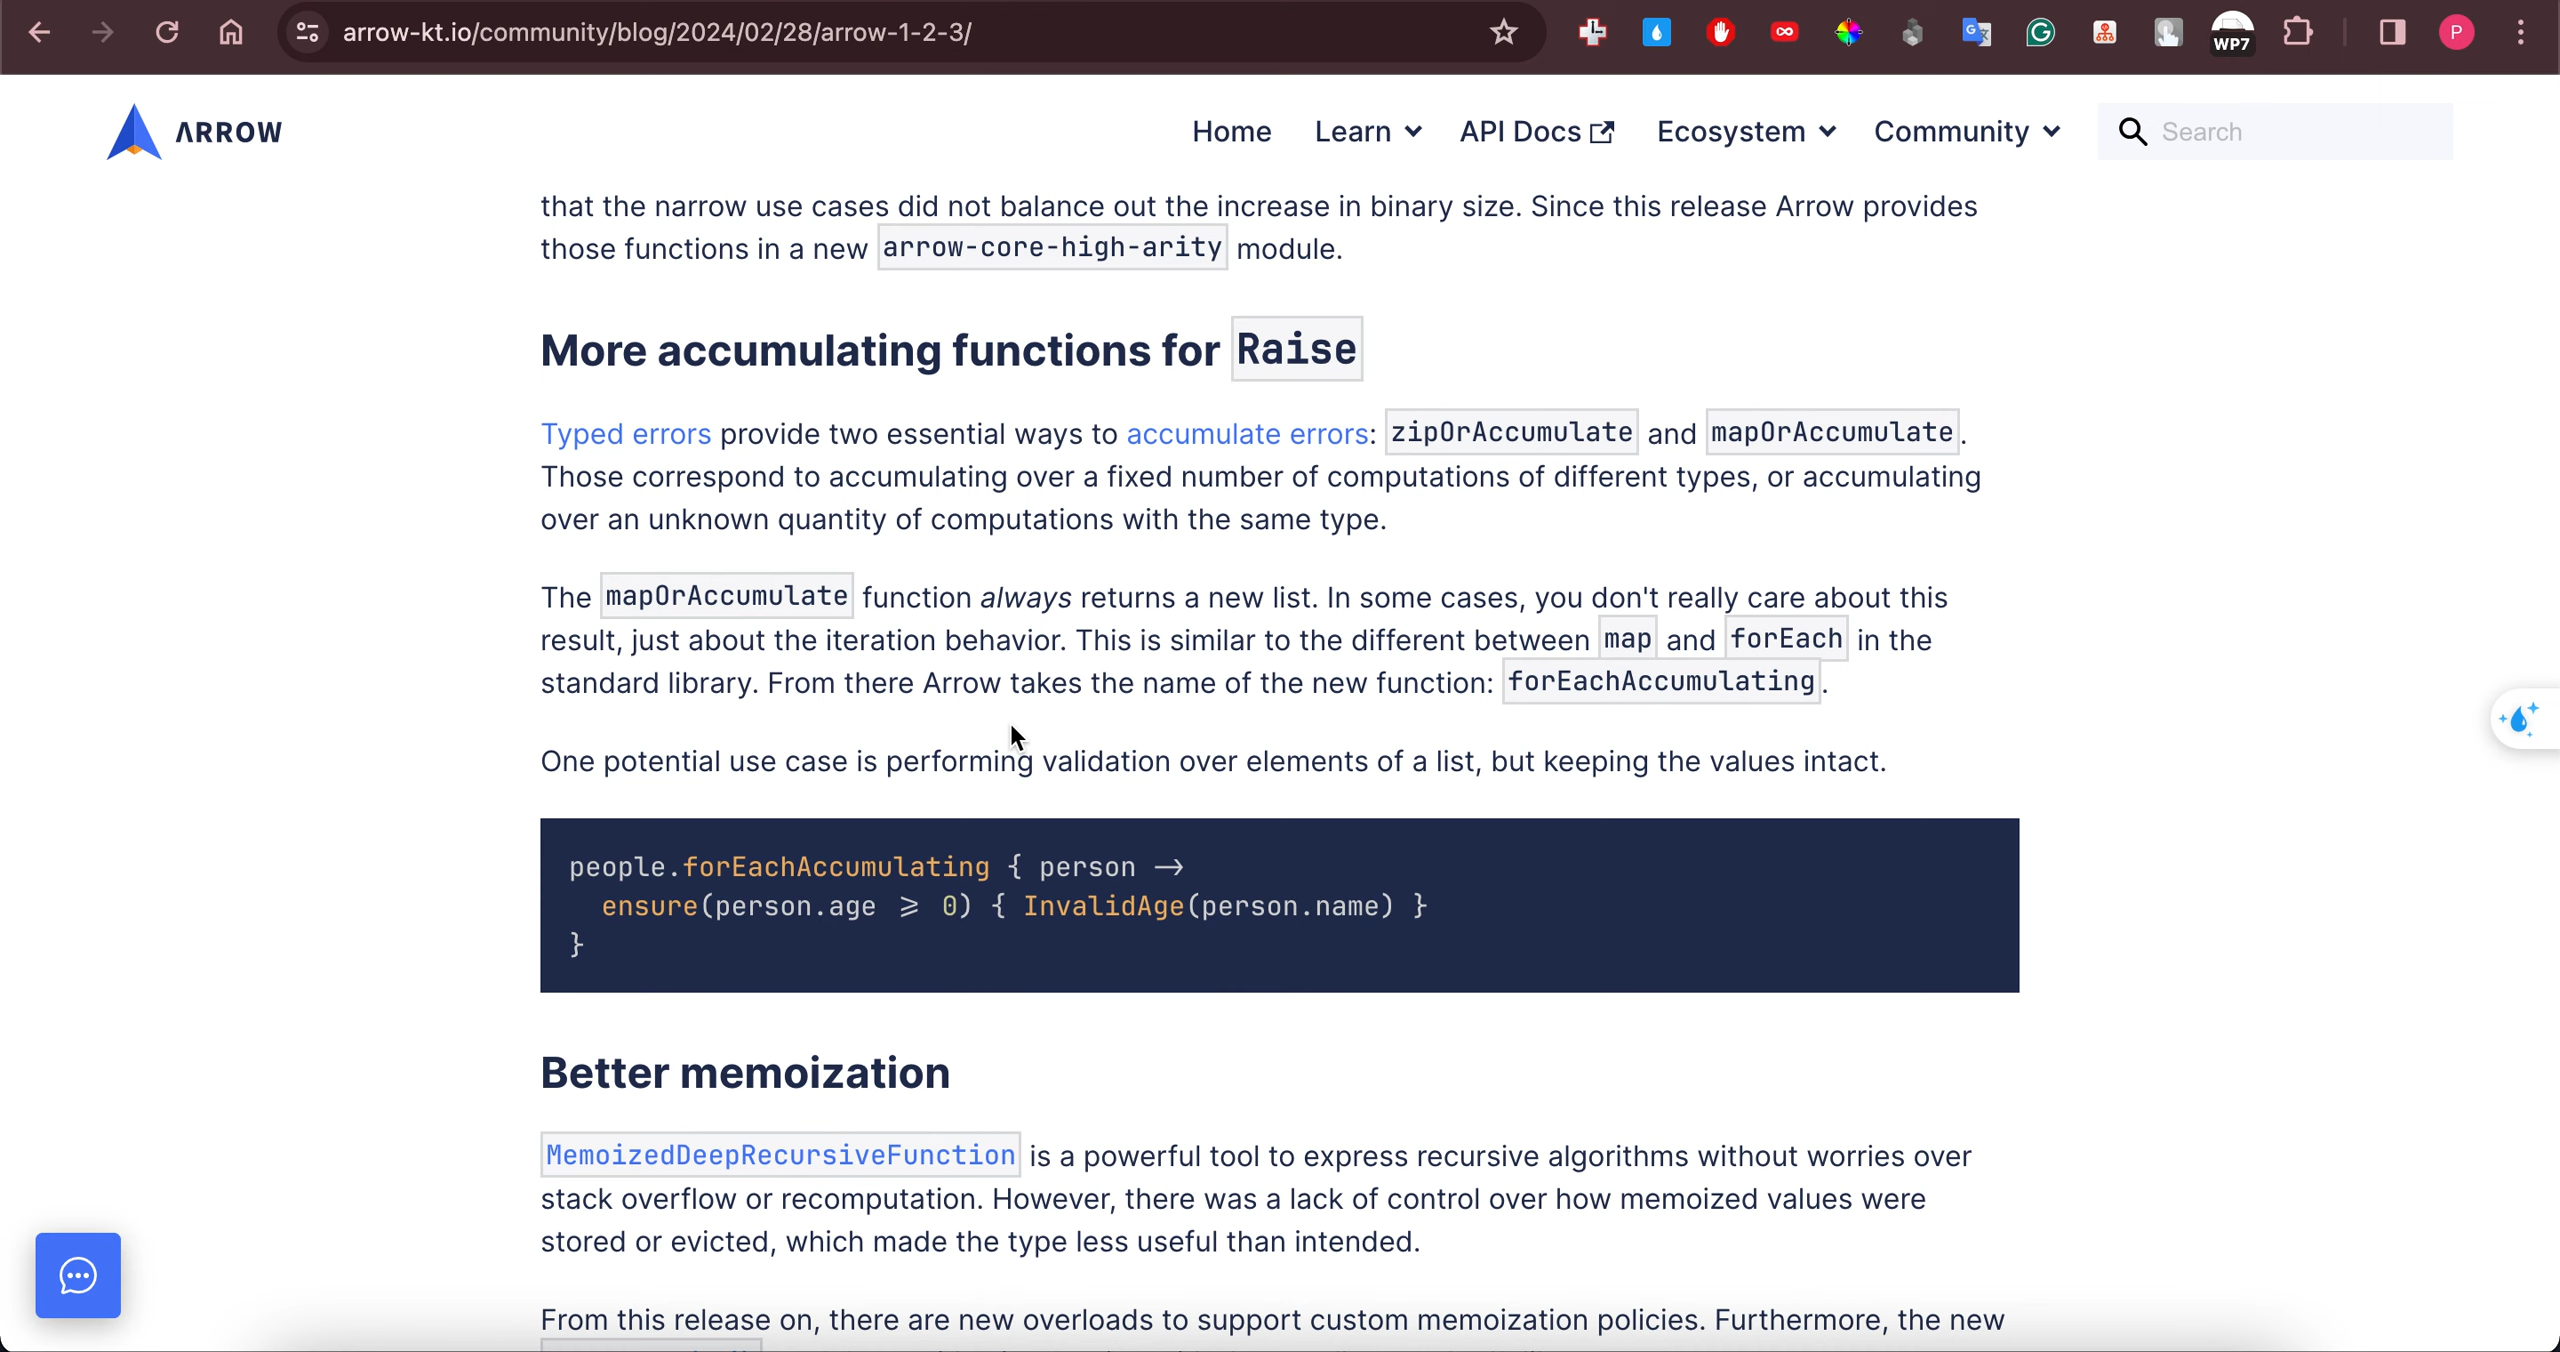 arrow-kt.io/community/blog/2024/02/28/arrow-1-2-3/
WP7
P
ARROW
Home Learn API Docs Ecosystem Community Search
that the narrow use cases did not balance out the increase in binary size. Since this release Arrow provides
those functions in a new arrow-core-high-arity module.
More accumulating functions for Raise
Typed errors provide two essential ways to accumulate errors: zipOrAccumulate and mapOrAccumulate.
Those correspond to accumulating over a fixed number of computations of different types, or accumulating
over an unknown quantity of computations with the same type.
The mapOrAccumulate function always returns a new list. In some cases, you don't really care about this
result, just about the iteration behavior. This is similar to the different between map and forEach in the
standard library. From there Arrow takes the name of the new function: forEachAccumulating.
One potential use case is performing validation over elements of a list, but keeping the values intact.
people.forEachAccumulating { person ->
ensure(person.age >= 0) { InvalidAge(person.name) }
}
Better memoization
MemoizedDeepRecursiveFunction is a powerful tool to express recursive algorithms without worries over
stack overflow or recomputation. However, there was a lack of control over how memoized values were
stored or evicted, which made the type less useful than intended.
From this release on, there are new overloads to support custom memoization policies. Furthermore, the new